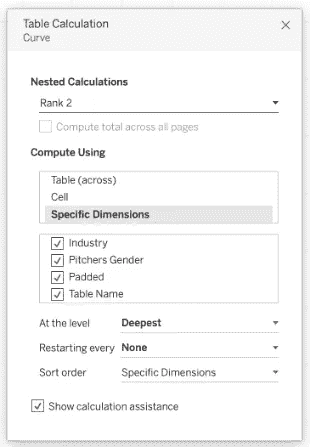 Table Calculation
Curve
Nested Calculations
Rank 2
Compute total across all pages
Compute Using
Table (across)
Cell
Specific Dimensions
Industry
Pitchers Gender
Padded
Table Name
At the level Deepest
Restarting every None
Sort order Specific Dimensions
Show calculation assistance